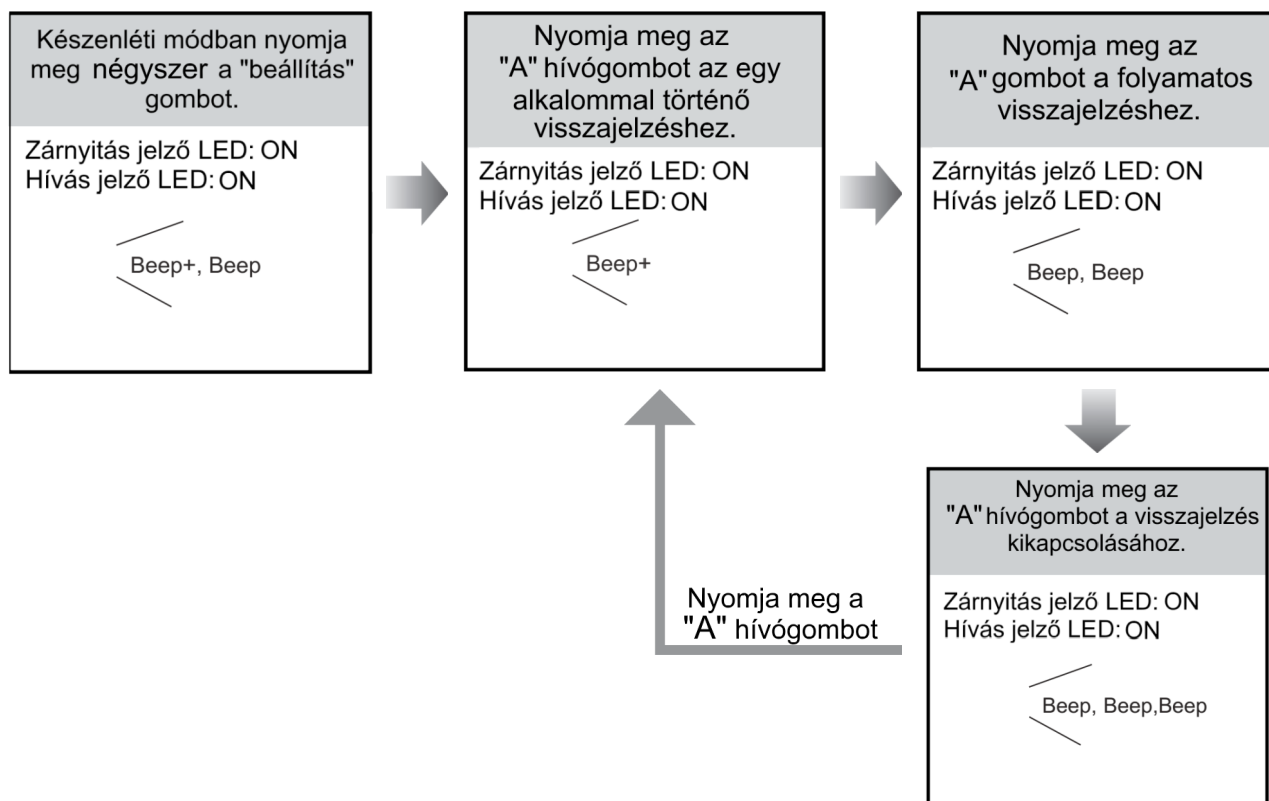 Készenléti módban nyomja
meg négyszer a "beállítás"
gombot.
Zárnyitás jelző LED: ON
Hívás jelző LED: ON
Beep+, Beep
Nyomja meg az
"A" hívógombot az egy
alkalommal történő
visszajelzéshez.
Zárnyitás jelző LED: ON
Hívás jelző LED: ON
Beep+
Nyomja meg az
"A" gombot a folyamatos
visszajelzéshez.
Zárnyitás jelző LED: ON
Hívás jelző LED: ON
Beep, Beep
Nyomja meg az
"A" hívógombot a visszajelzés
kikapcsolásához.
Zárnyitás jelző LED: ON
Hívás jelző LED: ON
Beep, Beep,Beep
Nyomja meg a
"A" hívógombot